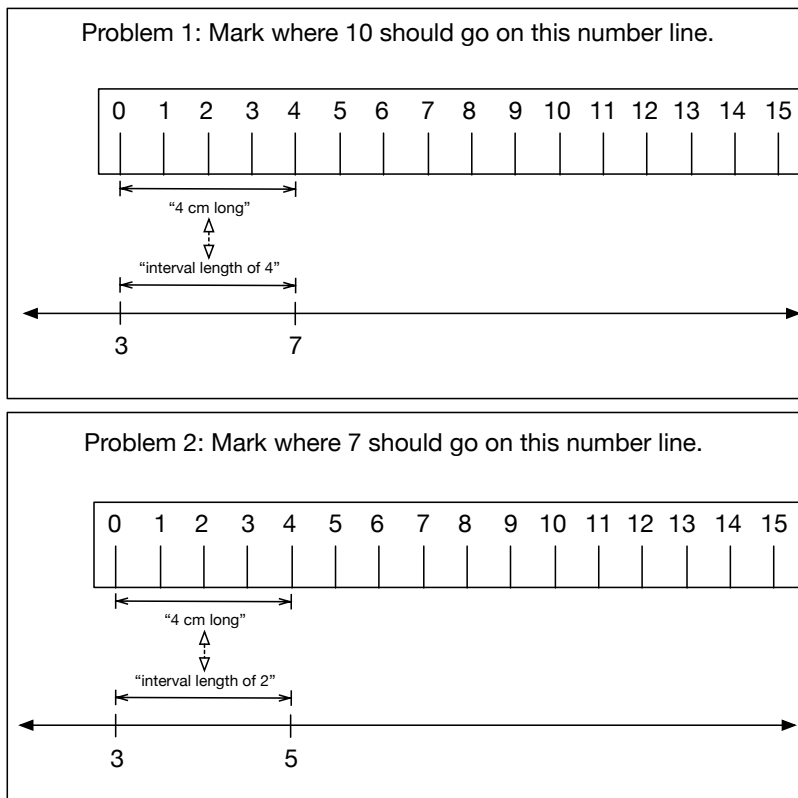 Problem 1: Mark where 10 should go on this number line.
0 1 2 3 4 5 6 7 8 9 10 11 12 13 14 15
“4 cm long”
“interval length of 4”
3 7
Problem 2: Mark where 7 should go on this number line.
0 1 2 3 4 5 6 7 8 9 10 11 12 13 14 15
“4 cm long”
“interval length of 2”
3 5